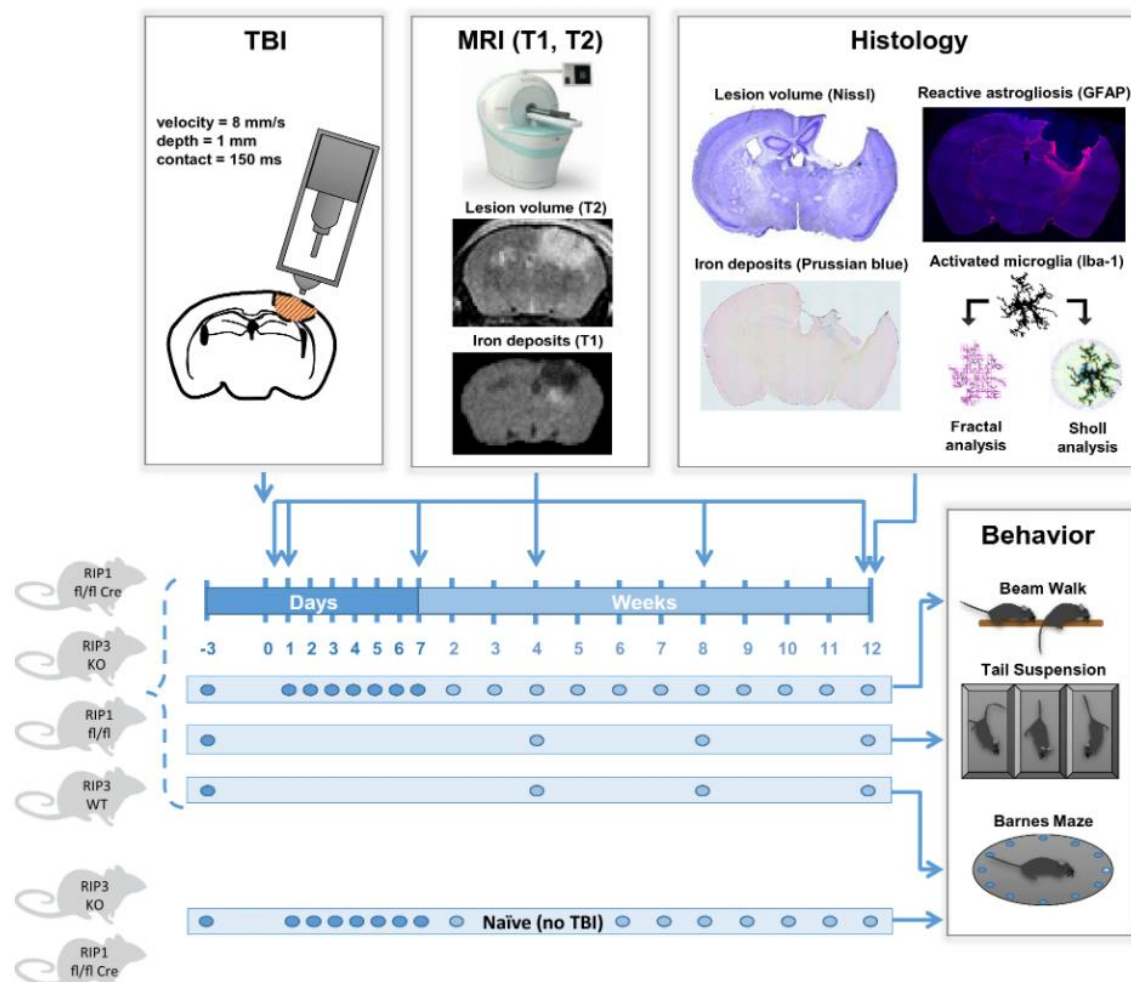 TBI
velocity = 8 mm/s
depth = 1 mm
contact = 150 ms
MRI (T1, T2)
Lesion volume (T2)
Iron deposits (T1)
Histology
Lesion volume (Nissl)
Reactive astrogliosis (GFAP)
Iron deposits (Prussian blue)
Activated microglia (Iba-1)
Fractal
analysis
Sholl
analysis
RIP1
fl/fl Cre
RIP3
KO
RIP1
fl/fl
RIP3
WT
RIP3
KO
RIP1
fl/fl Cre
Days
Weeks
-3 0 1 2 3 4 5 6 7 2 3 4 5 6 7 8 9 10 11 12
Naïve (no TBI)
Behavior
Beam Walk
Tail Suspension
Barnes Maze